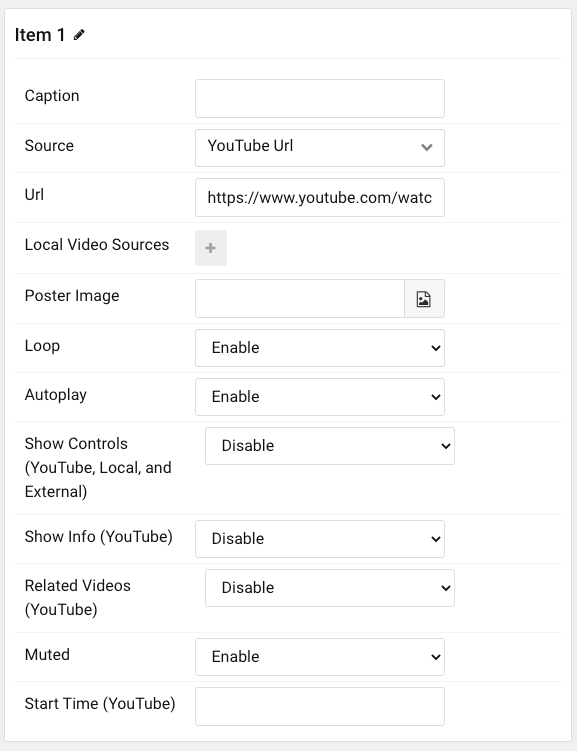 Item 1
Caption
Source YouTube Url
Url https://www.youtube.com/watc
Local Video Sources +
Poster Image
Loop Enable
Autoplay Enable
Show Controls Disable
(YouTube, Local, and
External)
Show Info (YouTube) Disable
Related Videos Disable
(YouTube)
Muted Enable
Start Time (YouTube)